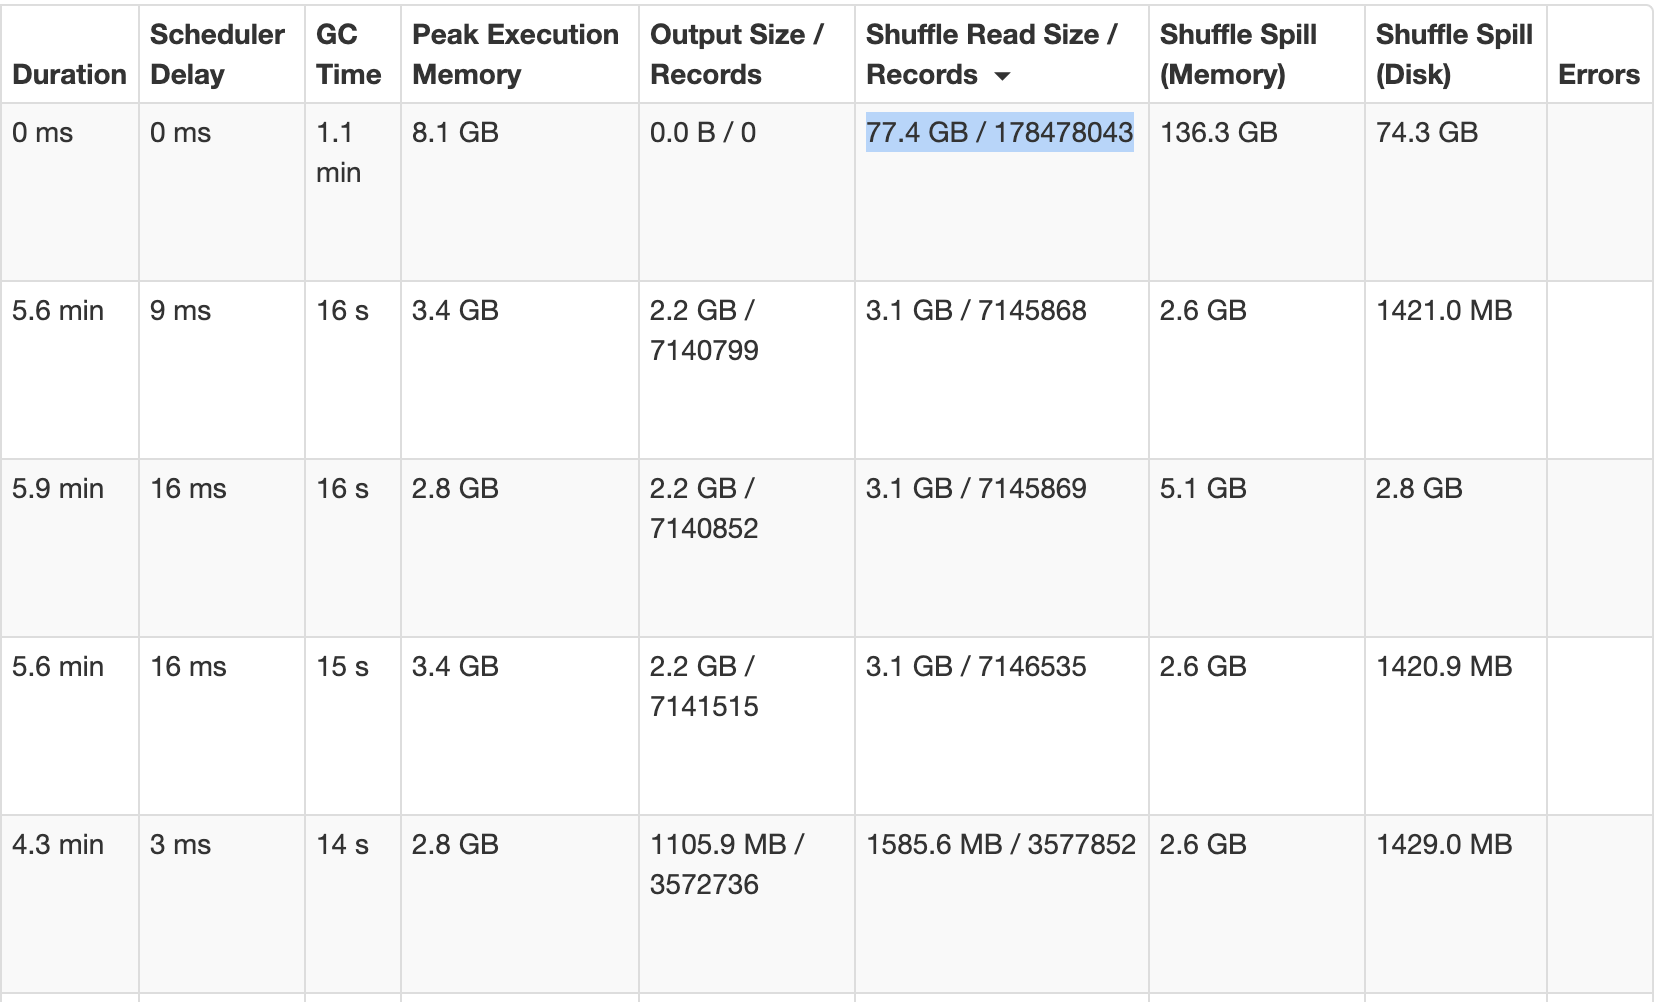 Duration Scheduler Delay GC Time Peak Execution Memory Output Size / Records Shuffle Read Size / Records Shuffle Spill (Memory) Shuffle Spill (Disk) Errors
0 ms 0 ms 1.1 min 8.1 GB 0.0 B / 0 77.4 GB / 178478043 136.3 GB 74.3 GB
5.6 min 9 ms 16 s 3.4 GB 2.2 GB / 7140799 3.1 GB / 7145868 2.6 GB 1421.0 MB
5.9 min 16 ms 16 s 2.8 GB 2.2 GB / 7140852 3.1 GB / 7145869 5.1 GB 2.8 GB
5.6 min 16 ms 15 s 3.4 GB 2.2 GB / 7141515 3.1 GB / 7146535 2.6 GB 1420.9 MB
4.3 min 3 ms 14 s 2.8 GB 1105.9 MB / 3572736 1585.6 MB / 3577852 2.6 GB 1429.0 MB